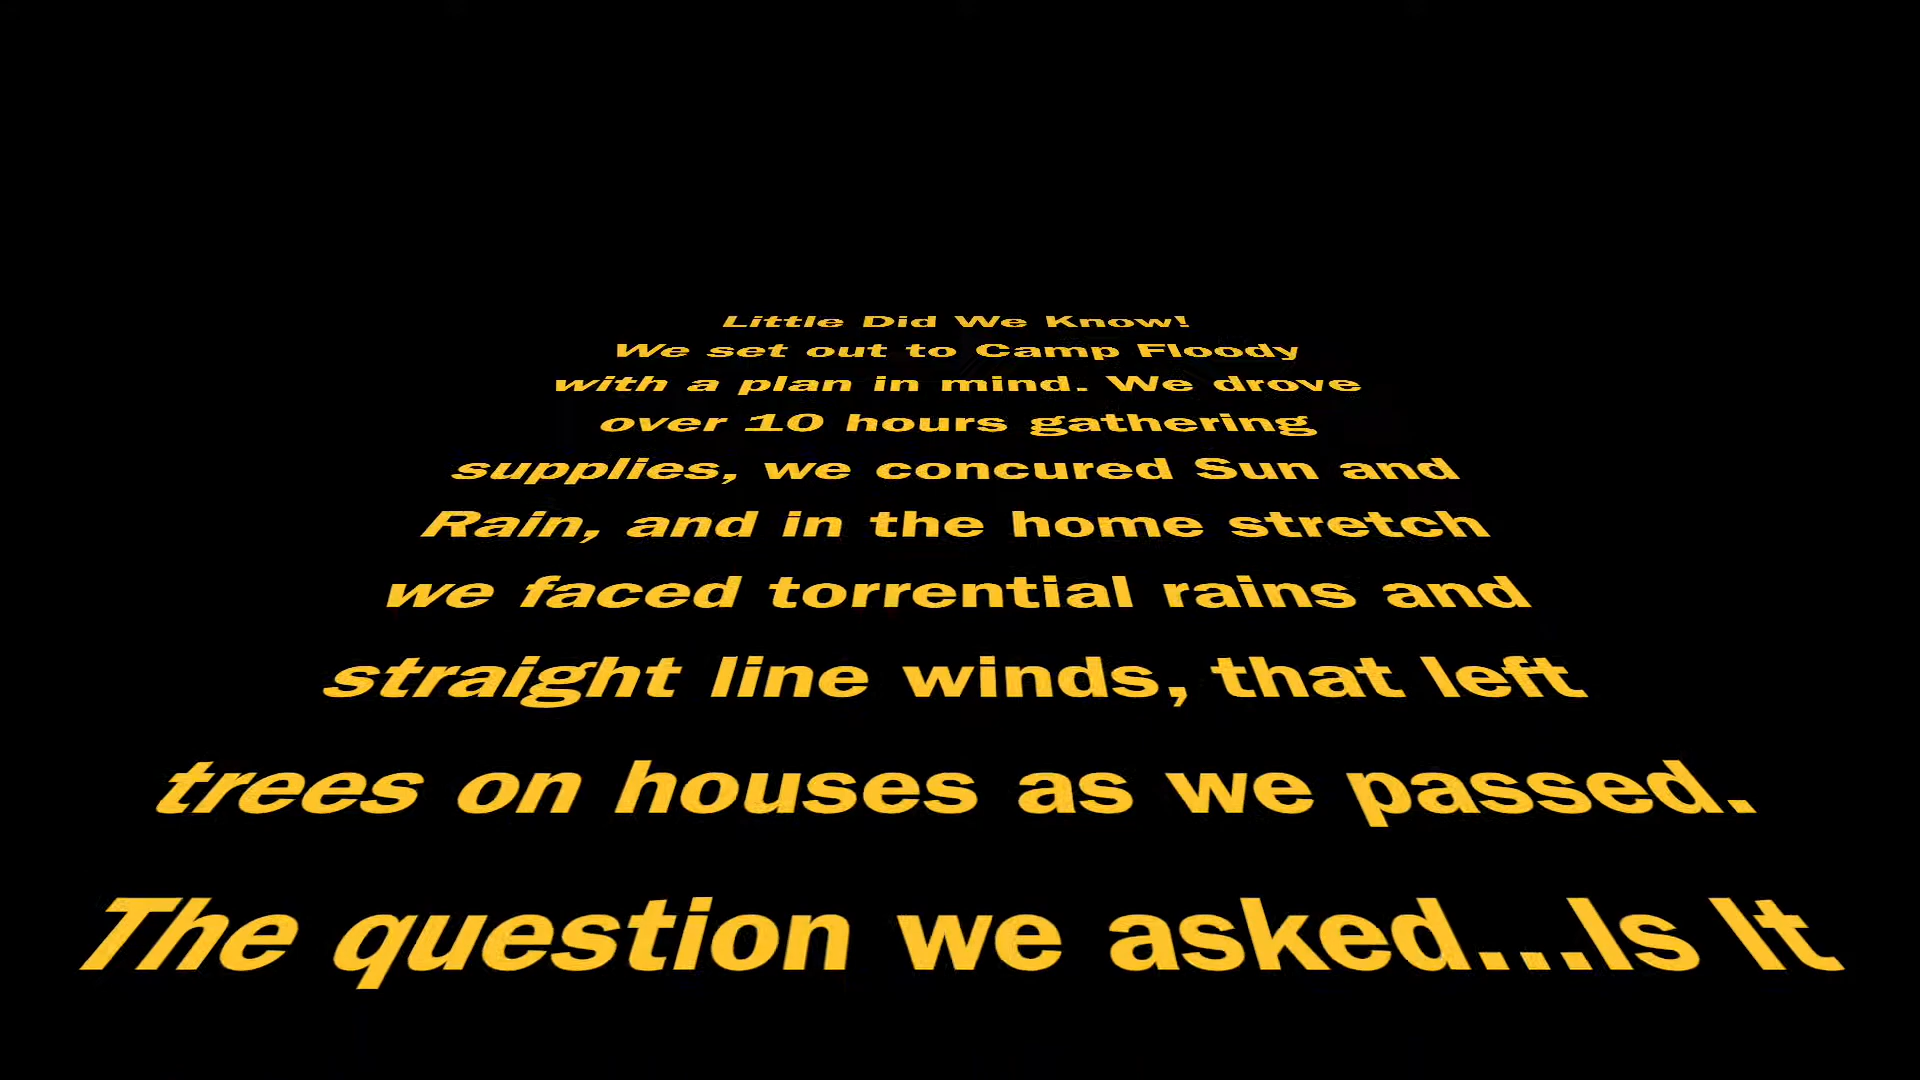 Little Did We Know!
We set out to Camp Floody
with a plan in mind. We drove
over 10 hours gathering
supplies, we concured Sun and
Rain, and in the home stretch
we faced torrential rains and
straight line winds, that left
trees on houses as we passed.
The question we asked...Is It